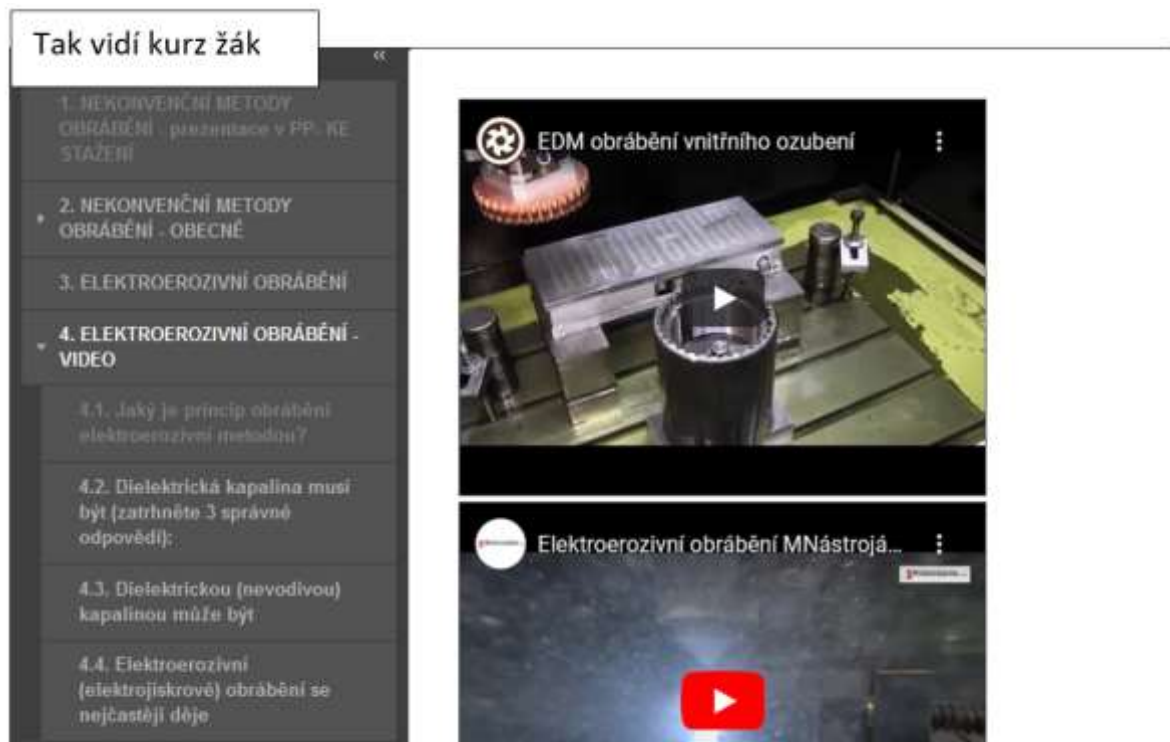 Tak vidí kurz žák
«
1. NEKONVENČNÍ METODY
OBRÁBĚNÍ - prezentace v PP- KE
STAŽENÍ
2. NEKONVENČNÍ METODY
OBRÁBĚNÍ - OBECNĚ
3. ELEKTROEROZIVNÍ OBRÁBĚNÍ
4. ELEKTROEROZIVNÍ OBRÁBĚNÍ -
VIDEO
4.1. Jaký je princip obrábění
elektroerozivní metodou?
4.2. Dielektrická kapalina musí
být (zatrhněte 3 správné
odpovědi):
4.3. Dielektrickou (nevodivou)
kapalinou může být
4.4. Elektroerozivní
(elektrojiskrové) obrábění se
nejčastěji děje
EDM obrábění vnitřního ozubení
Elektroerozivní obrábění MNástrojá...